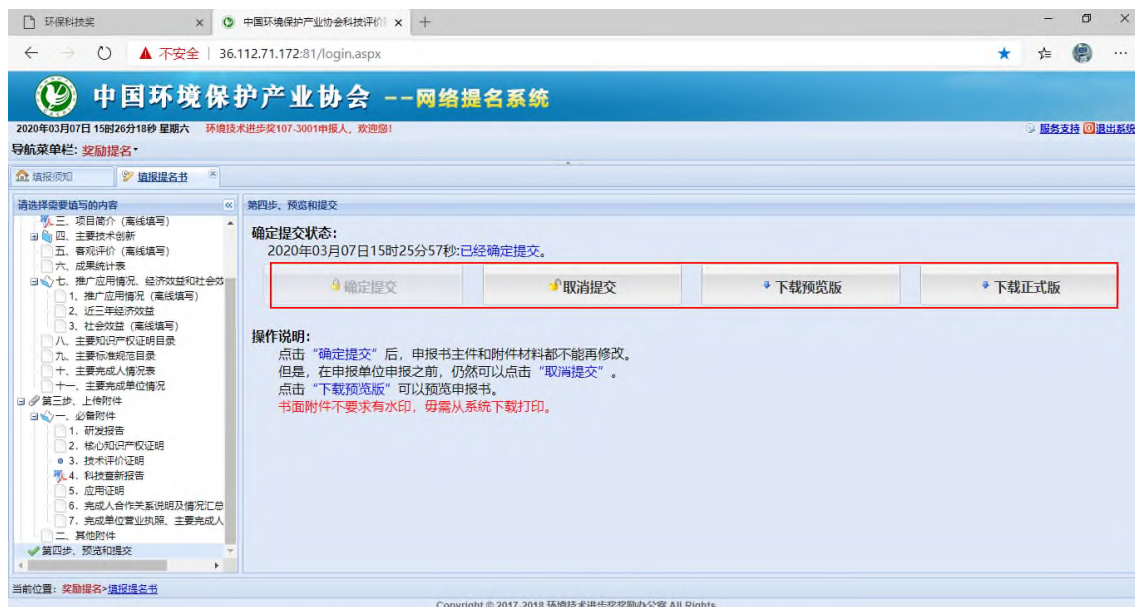 环保科技奖
中国环境保护产业协会科技评价
不安全 | 36.112.71.172:81/login.aspx
中国环境保护产业协会 --网络提名系统
2020年03月07日 15时26分18秒 星期六 环境技术进步奖107-3001申报人，欢迎您!
服务支持 退出系统
导航菜单栏: 奖励提名
填报须知 填报提名书
请选择需要填写的内容
三、项目简介（离线填写）
四、主要技术创新
五、客观评价（离线填写）
六、成果统计表
七、推广应用情况、经济效益和社会效
1、推广应用情况（离线填写）
2、近三年经济效益
3、社会效益（离线填写）
八、主要知识产权证明目录
九、主要标准规范目录
十、主要完成人情况表
十一、主要完成单位情况
第三步、上传附件
一、必备附件
1. 研发报告
2. 核心知识产权证明
3. 技术评价证明
4. 科技查新报告
5. 应用证明
6. 完成人合作关系说明及情况汇总
7. 完成单位营业执照、主要完成人
二、其他附件
第四步、预览和提交
第四步、预览和提交
确定提交状态：
2020年03月07日15时25分57秒:已经确定提交。
确定提交 取消提交 下载预览版 下载正式版
操作说明：
点击“确定提交”后，申报书主件和附件材料都不能再修改。
但是，在申报单位申报之前，仍然可以点击“取消提交”。
点击“下载预览版”可以预览申报书。
书面附件不要求有水印，毋需从系统下载打印。
当前位置：奖励提名>填报提名书
Copyright © 2017-2018 环境技术进步奖奖励办公室 All Rights